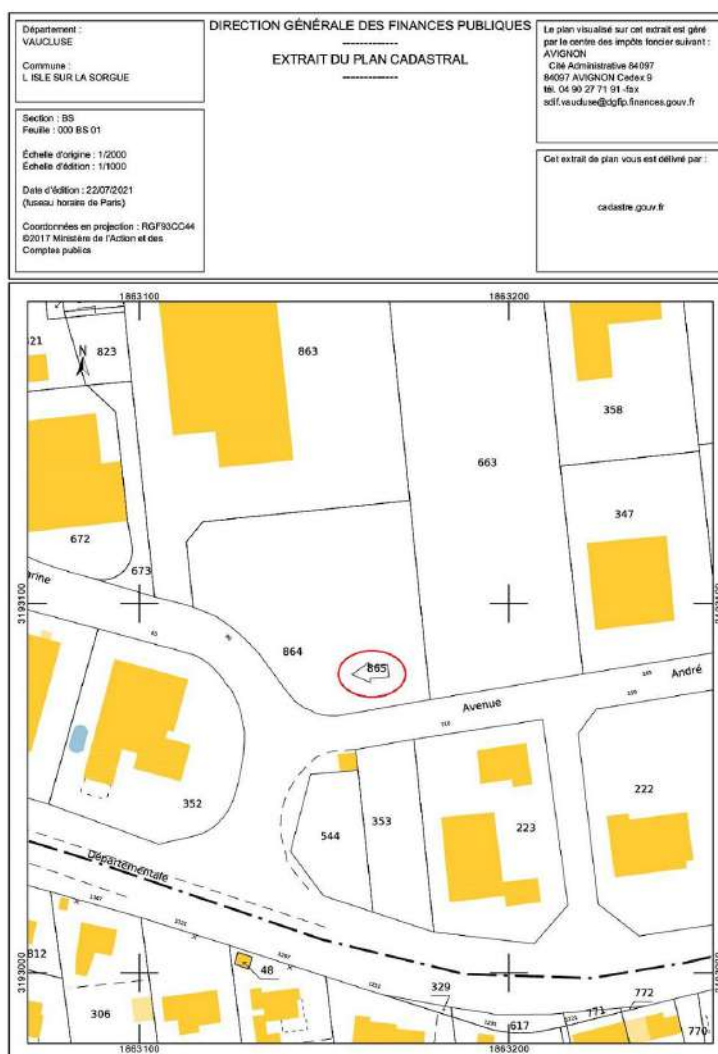 Département :
VAUCLUSE
Commune :
L ISLE SUR LA SORGUE
Section : BS
Feuille : 000 BS 01
Échelle d'origine : 1/2000
Échelle d'édition : 1/1000
Date d'édition : 22/07/2021
(fuseau horaire de Paris)
Coordonnées en projection : RGF93CC44
©2017 Ministère de l'Action et des
Comptes publics
DIRECTION GÉNÉRALE DES FINANCES PUBLIQUES
-------------
EXTRAIT DU PLAN CADASTRAL
-------------
Le plan visualisé sur cet extrait est géré
par le centre des impôts foncier suivant :
AVIGNON
Cité Administrative 84097
84097 AVIGNON Cedex 9
tél. 04 90 27 71 91 -fax
sdif.vaucluse@dgfip.finances.gouv.fr
Cet extrait de plan vous est délivré par :
cadastre.gouv.fr
1863100
1863200
N
823
863
358
663
347
672
673
3193100
864
865
Avenue
André
352
544
353
223
222
Départementale
3193000
812
306
48
329
617
771
772
770
1863100
1863200